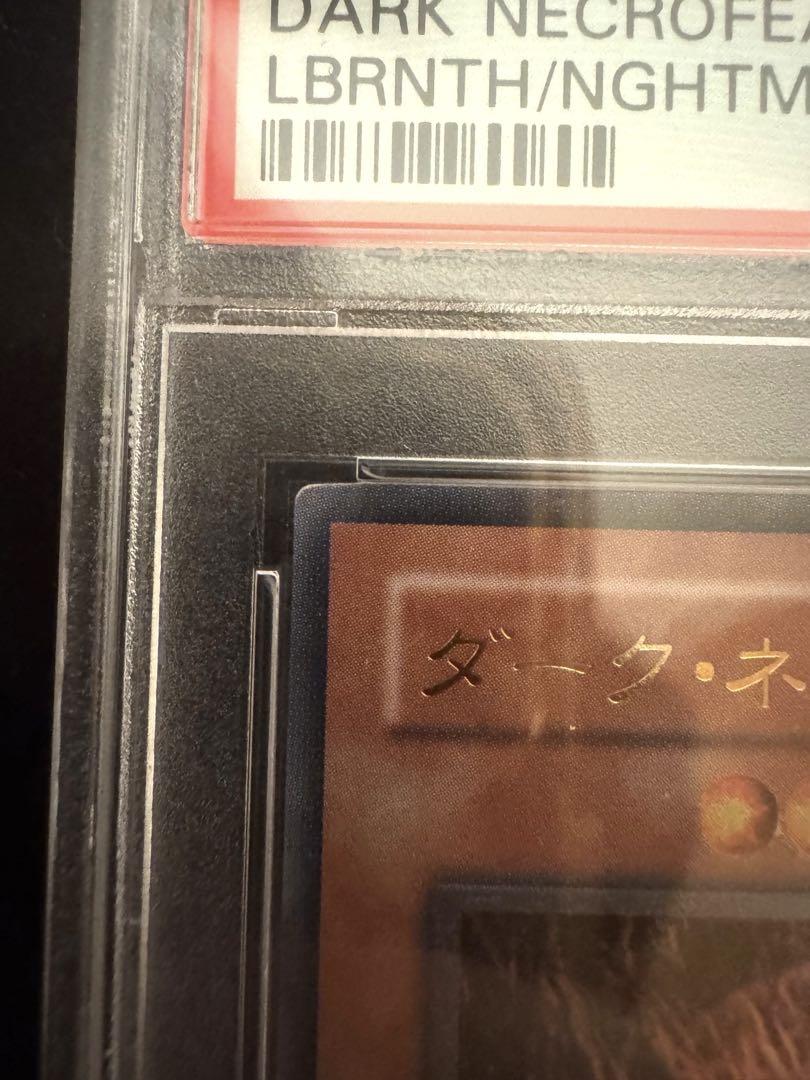 DARK NECROFEA
LBRNTH/NGHTM
ダーク・ネ